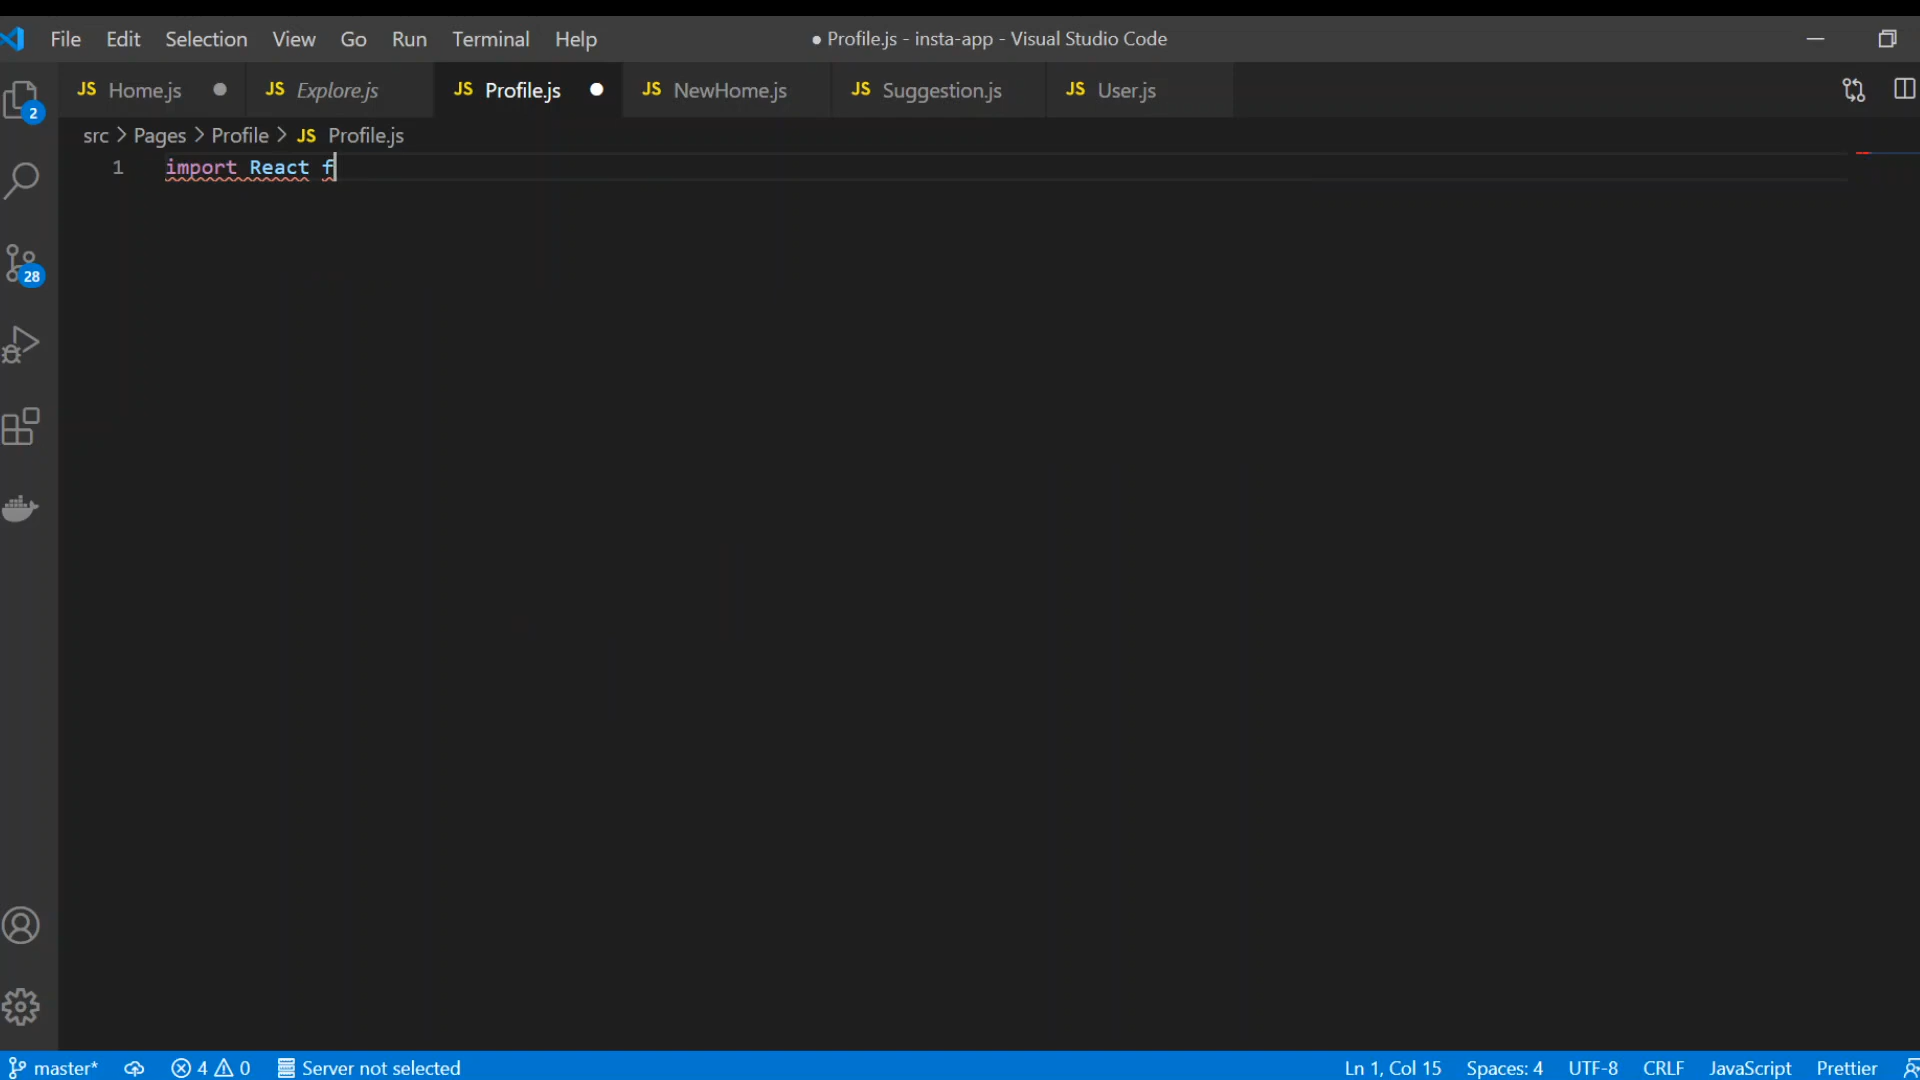 File Edit Selection View Go Run Terminal Help ● Profile.js - insta-app - Visual Studio Code
JS Home.js ● JS Explore.js JS Profile.js ● JS NewHome.js JS Suggestion.js JS User.js
2
src > Pages > Profile > JS Profile.js
1 import React f
28
master* 4 0 Server not selected Ln 1, Col 15 Spaces: 4 UTF-8 CRLF JavaScript Prettier